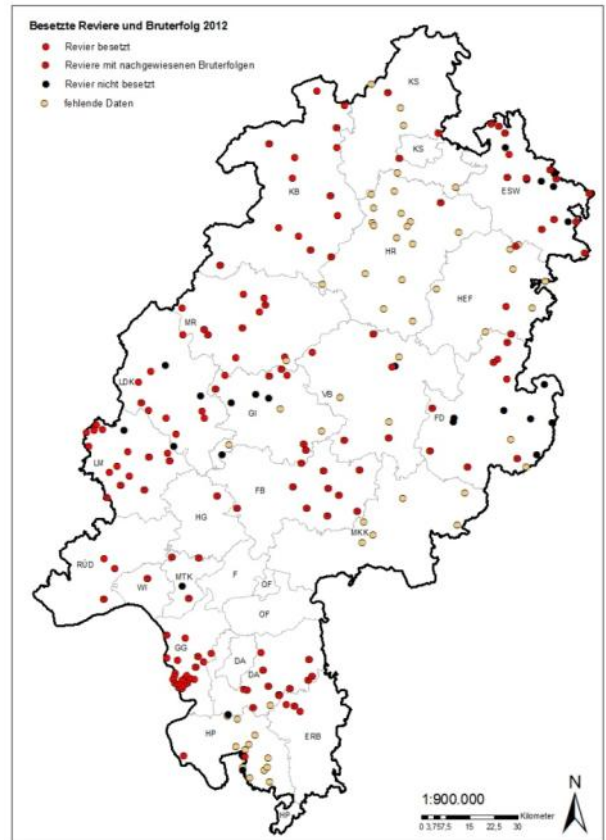 Besetzte Reviere und Bruterfolg 2012
Revier besetzt
Reviere mit nachgewiesenen Bruterfolgen
Revier nicht besetzt
fehlende Daten
KS
KS
KB
ESW
HR
HEF
MR
LDK
GI
VB
FD
LM
FB
HG
MKK
RÜD
WI
MTK
F
OF
OF
GG
DA
DA
HP
ERB
HP
1:900.000
N
Kilometer
0 3,75 7,5 15 22,5 30